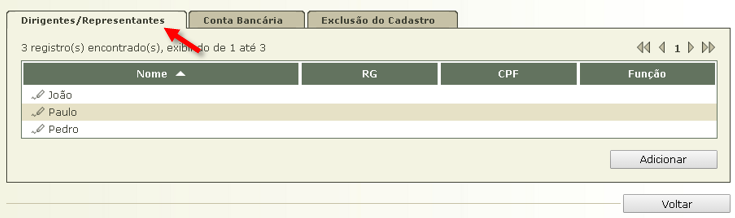 Dirigentes/Representantes Conta Bancária Exclusão do Cadastro
3 registro(s) encontrado(s), exibindo de 1 até 3 1
Nome RG CPF Função
João
Paulo
Pedro
Adicionar
Voltar